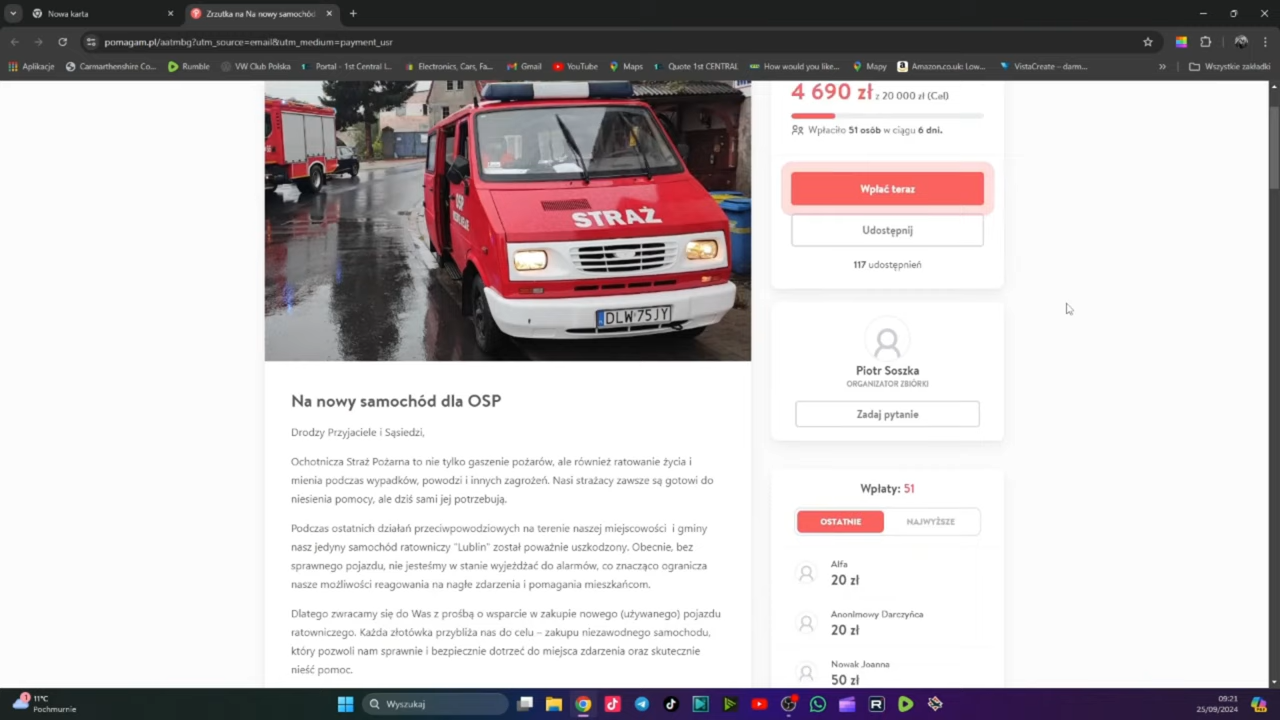 Nowa karta
Zrzutka na Na nowy samochód
pomagam.pl/aatmbg?utm_source=email&utm_medium=payment_usr
Aplikacje
Carmarthenshire Co...
Rumble
VW Club Polska
Portal - 1st Central I...
Electronics, Cars, Fa...
Gmail
YouTube
Maps
Quote 1st CENTRAL
How would you like...
Mapy
Amazon.co.uk: Low...
VistaCreate – darm...
Wszystkie zakładki
STRAŻ
DLW 75JY
4 690 zł z 20 000 zł (Cel)
Wpłaciło 51 osób w ciągu 6 dni.
Wpłać teraz
Udostępnij
117 udostępnień
Piotr Soszka
ORGANIZATOR ZBIÓRKI
Zadaj pytanie
Na nowy samochód dla OSP
Drodzy Przyjaciele i Sąsiedzi,
Ochotnicza Straż Pożarna to nie tylko gaszenie pożarów, ale również ratowanie życia i
mienia podczas wypadków, powodzi i innych zagrożeń. Nasi strażacy zawsze są gotowi do
niesienia pomocy, ale dziś sami jej potrzebują.
Podczas ostatnich działań przeciwpowodziowych na terenie naszej miejscowości i gminy
nasz jedyny samochód ratowniczy "Lublin" został poważnie uszkodzony. Obecnie, bez
sprawnego pojazdu, nie jesteśmy w stanie wyjeżdżać do alarmów, co znacząco ogranicza
nasze możliwości reagowania na nagłe zdarzenia i pomagania mieszkańcom.
Dlatego zwracamy się do Was z prośbą o wsparcie w zakupie nowego (używanego) pojazdu
ratowniczego. Każda złotówka przybliża nas do celu – zakupu niezawodnego samochodu,
który pozwoli nam sprawnie i bezpiecznie dotrzeć do miejsca zdarzenia oraz skutecznie
nieść pomoc.
Wpłaty: 51
OSTATNIE
NAJWYŻSZE
Alfa
20 zł
Anonimowy Darczyńca
20 zł
Nowak Joanna
50 zł
1
11°C
Pochmurnie
Wyszukaj
09:21
25/09/2024